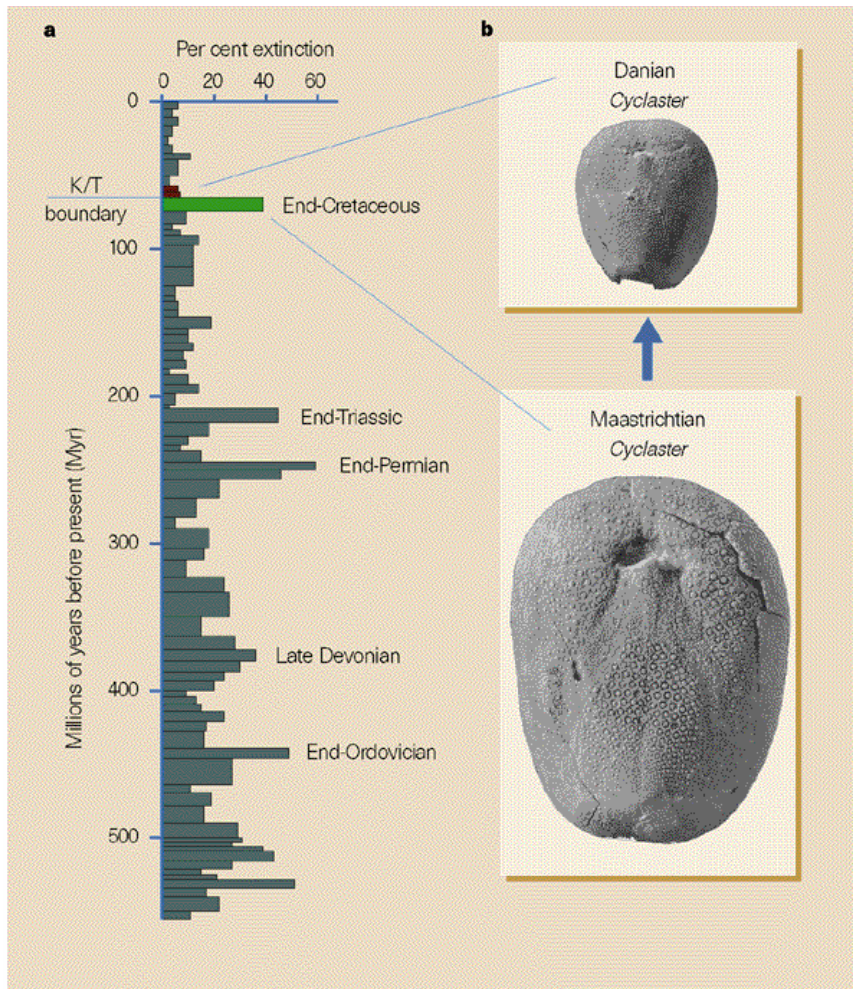 a
Per cent extinction
0 20 40 60
0
K/T
boundary
End-Cretaceous
100
200
End-Triassic
End-Permian
300
Late Devonian
400
End-Ordovician
500
Millions of years before present (Myr)
b
Danian
Cyclaster
Maastrichtian
Cyclaster